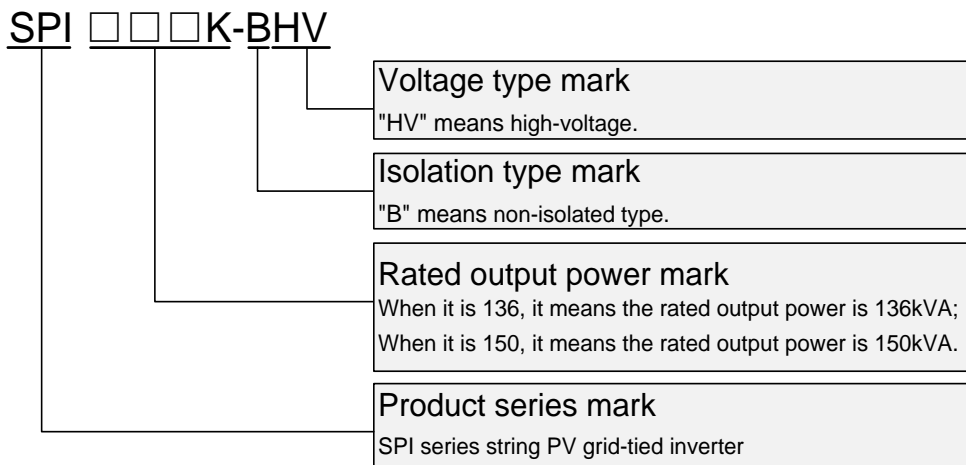 SPI □□□K-BHV
Voltage type mark
"HV" means high-voltage.
Isolation type mark
"B" means non-isolated type.
Rated output power mark
When it is 136, it means the rated output power is 136kVA;
When it is 150, it means the rated output power is 150kVA.
Product series mark
SPI series string PV grid-tied inverter